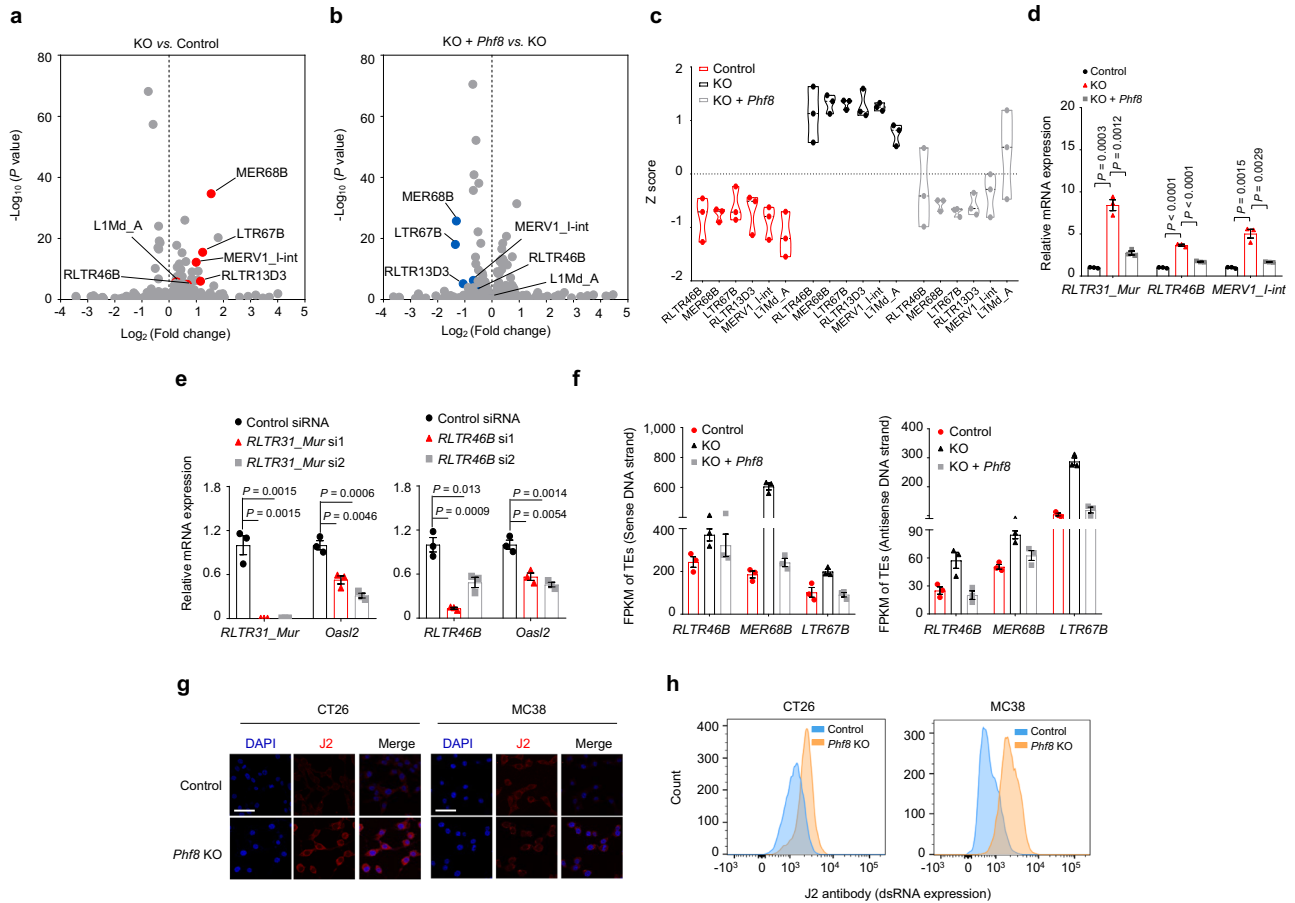 a
KO vs. Control
80
60
40
20
0
-Log10 (P value)
MER68B
L1Md_A
LTR67B
MERV1_I-int
RLTR46B
RLTR13D3
-4 -3 -2 -1 0 1 2 3 4 5
Log2 (Fold change)
b
KO + Phf8 vs. KO
80
60
40
20
0
-Log10 (P value)
MER68B
LTR67B
MERV1_I-int
RLTR13D3
RLTR46B
L1Md_A
-4 -3 -2 -1 0 1 2 3 4 5
Log2 (Fold change)
c
Control
KO
KO + Phf8
2
1
0
-1
-2
Z score
RLTR46B
MER68B
LTR67B
RLTR13D3
MERV1_I-int
L1Md_A
RLTR46B
MER68B
LTR67B
RLTR13D3
MERV1_I-int
L1Md_A
RLTR46B
MER68B
LTR67B
RLTR13D3
MERV1_I-int
L1Md_A
d
Control
KO
KO + Phf8
20
15
10
5
0
Relative mRNA expression
P = 0.0003
P = 0.0012
P < 0.0001
P < 0.0001
P = 0.0015
P = 0.0029
RLTR31_Mur RLTR46B MERV1_I-int
e
Control siRNA
RLTR31_Mur si1
RLTR31_Mur si2
1.8
1.2
0.6
0
Relative mRNA expression
P = 0.0015
P = 0.0015
P = 0.0006
P = 0.0046
RLTR31_Mur Oasl2
Control siRNA
RLTR46B si1
RLTR46B si2
1.8
1.2
0.6
0
P = 0.013
P = 0.0009
P = 0.0014
P = 0.0054
RLTR46B Oasl2
f
Control
KO
KO + Phf8
1,000
800
600
400
200
0
FPKM of TEs (Sense DNA strand)
RLTR46B MER68B LTR67B
Control
KO
KO + Phf8
400
300
200
90
60
30
0
FPKM of TEs (Antisense DNA strand)
RLTR46B MER68B LTR67B
g
CT26 MC38
DAPI J2 Merge DAPI J2 Merge
Control
Phf8 KO
h
CT26
Control
Phf8 KO
400
300
200
100
0
Count
-10³ 0 10³ 10⁴ 10⁵
MC38
Control
Phf8 KO
300
200
100
0
-10³ 0 10³ 10⁴ 10⁵
J2 antibody (dsRNA expression)